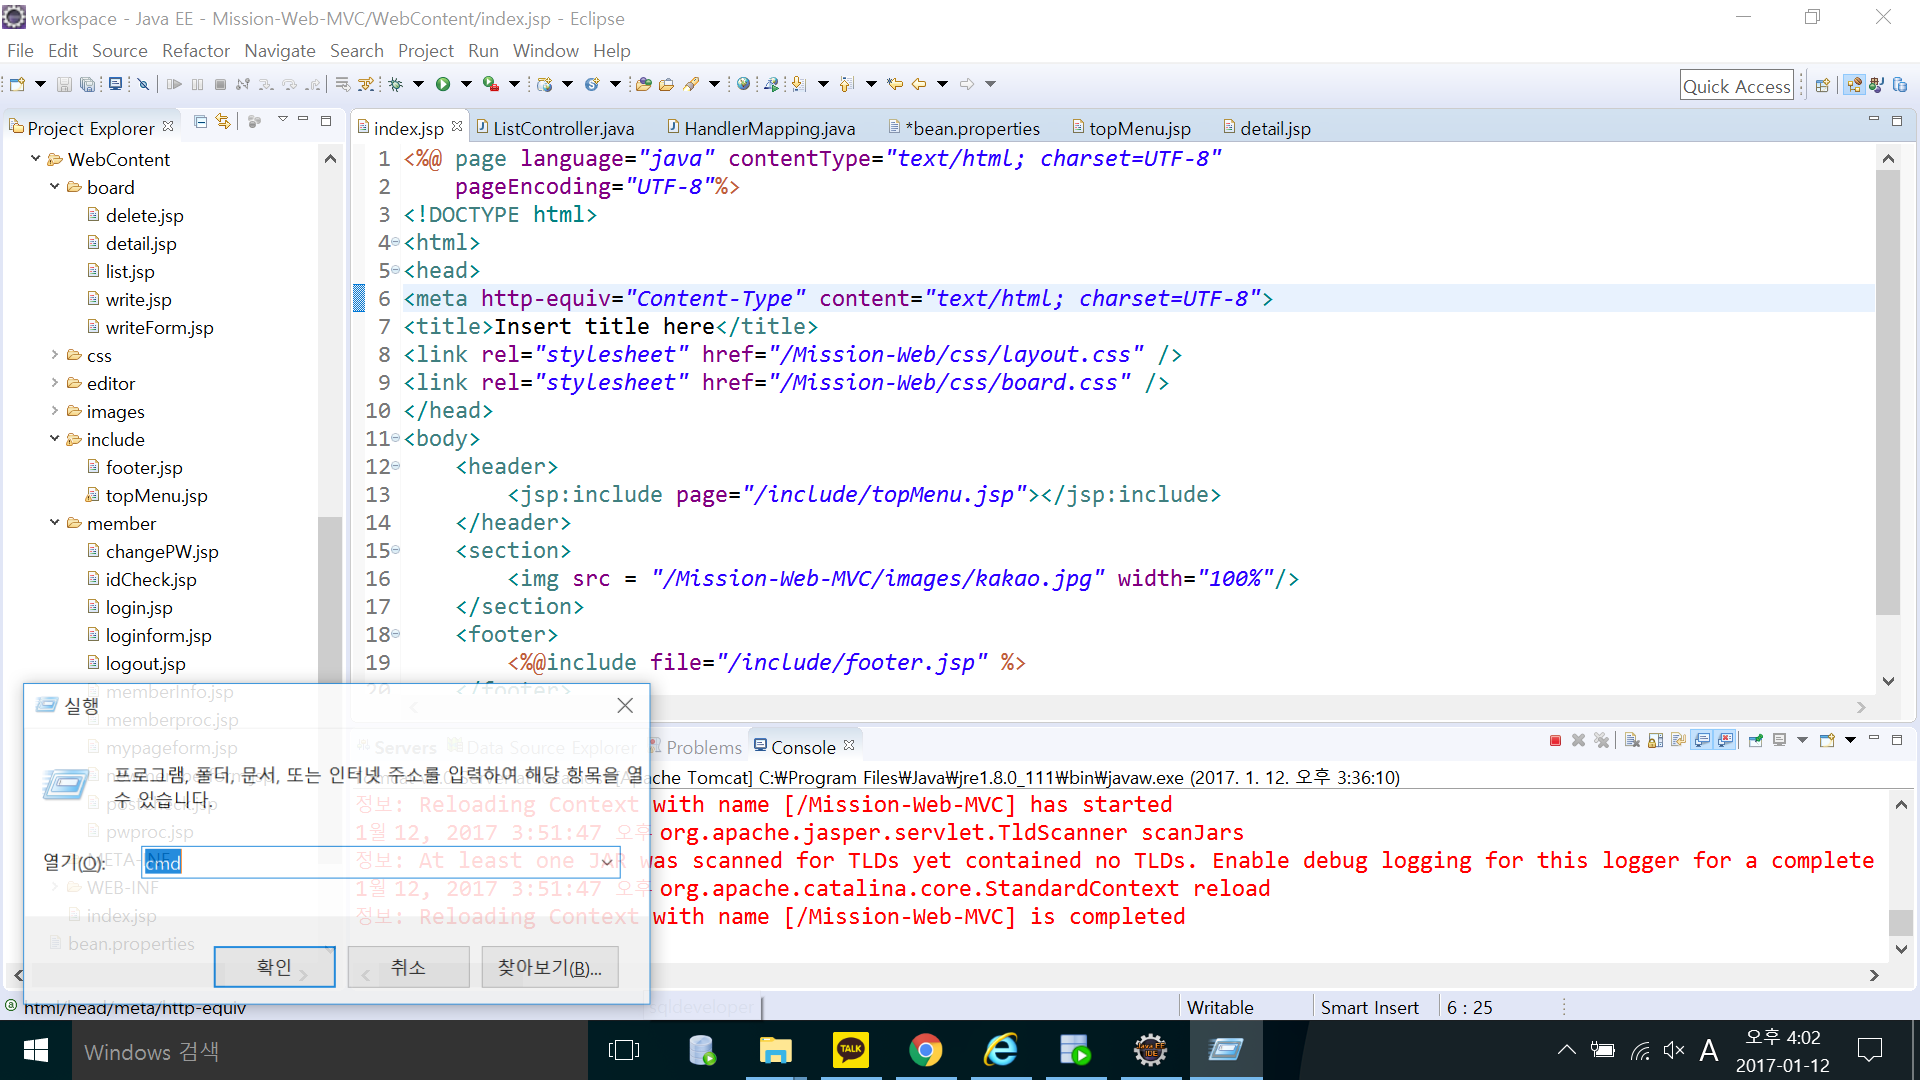 workspace - Java EE - Mission-Web-MVC/WebContent/index.jsp - Eclipse
File Edit Source Refactor Navigate Search Project Run Window Help
Quick Access
Project Explorer
WebContent
board
delete.jsp
detail.jsp
list.jsp
write.jsp
writeForm.jsp
css
editor
images
include
footer.jsp
topMenu.jsp
member
changePW.jsp
idCheck.jsp
login.jsp
loginform.jsp
logout.jsp
memberInfo.jsp
memberproc.jsp
mypageform.jsp
pwproc.jsp
WEB-INF
index.jsp
bean.properties
index.jsp ListController.java HandlerMapping.java *bean.properties topMenu.jsp detail.jsp
1 <%@ page language="java" contentType="text/html; charset=UTF-8"
2 pageEncoding="UTF-8"%>
3 <!DOCTYPE html>
4 <html>
5 <head>
6 <meta http-equiv="Content-Type" content="text/html; charset=UTF-8">
7 <title>Insert title here</title>
8 <link rel="stylesheet" href="/Mission-Web/css/layout.css" />
9 <link rel="stylesheet" href="/Mission-Web/css/board.css" />
10 </head>
11 <body>
12 <header>
13 <jsp:include page="/include/topMenu.jsp"></jsp:include>
14 </header>
15 <section>
16 <img src = "/Mission-Web-MVC/images/kakao.jpg" width="100%"/>
17 </section>
18 <footer>
19 <%@include file="/include/footer.jsp" %>
20 </footer>
Servers Data Source Explorer Problems Console
che Tomcat] C:₩Program Files₩Java₩jre1.8.0_111₩bin₩javaw.exe (2017. 1. 12. 오후 3:36:10)
정보: Reloading Context with name [/Mission-Web-MVC] has started
1월 12, 2017 3:51:47 오후 org.apache.jasper.servlet.TldScanner scanJars
정보: At least one JAR was scanned for TLDs yet contained no TLDs. Enable debug logging for this logger for a complete
1월 12, 2017 3:51:47 오후 org.apache.catalina.core.StandardContext reload
정보: Reloading Context with name [/Mission-Web-MVC] is completed
실행
프로그램, 폴더, 문서, 또는 인터넷 주소를 입력하여 해당 항목을 열
수 있습니다.
열기(O): cmd
확인 취소 찾아보기(B)...
html/head/meta/http-equiv sqldeveloper Writable Smart Insert 6 : 25
Windows 검색
TALK
Java EE
IDE
A
오후 4:02
2017-01-12